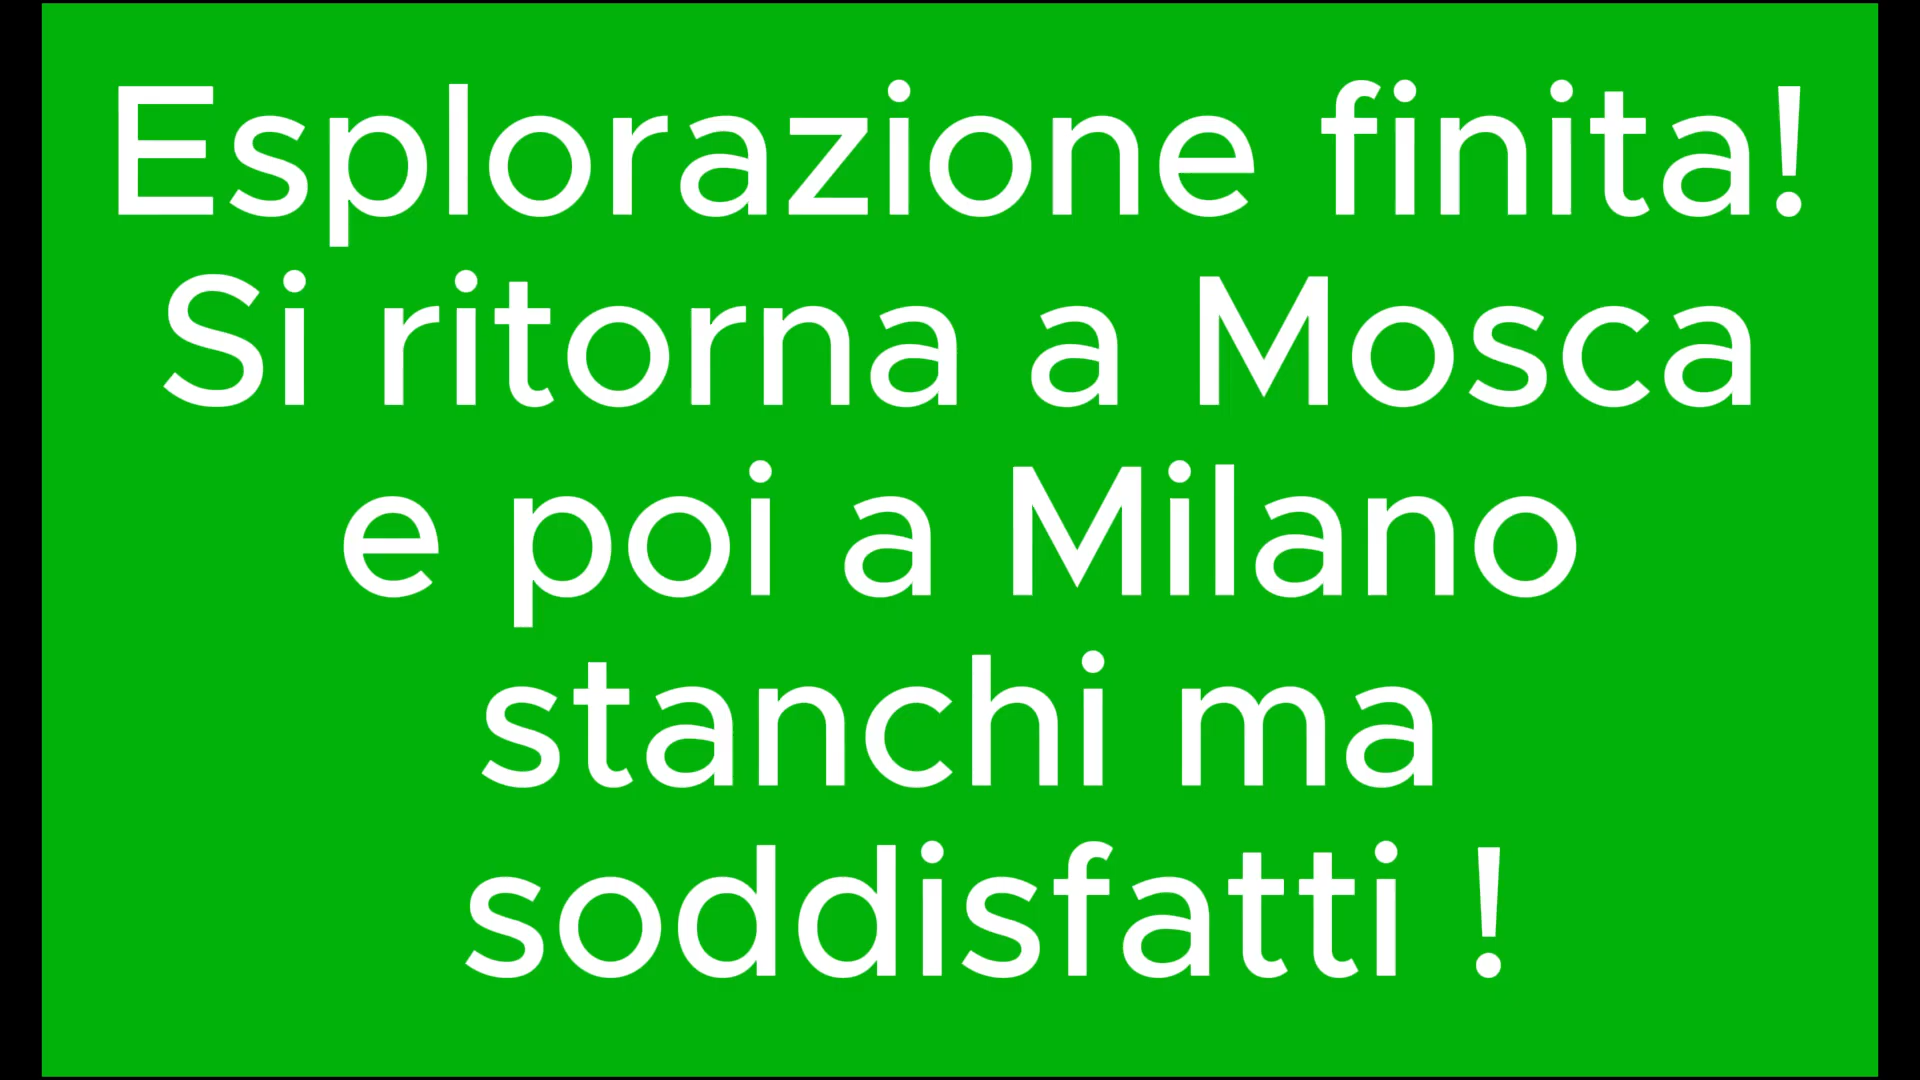 Esplorazione finita!
Si ritorna a Mosca
e poi a Milano
stanchi ma
soddisfatti !